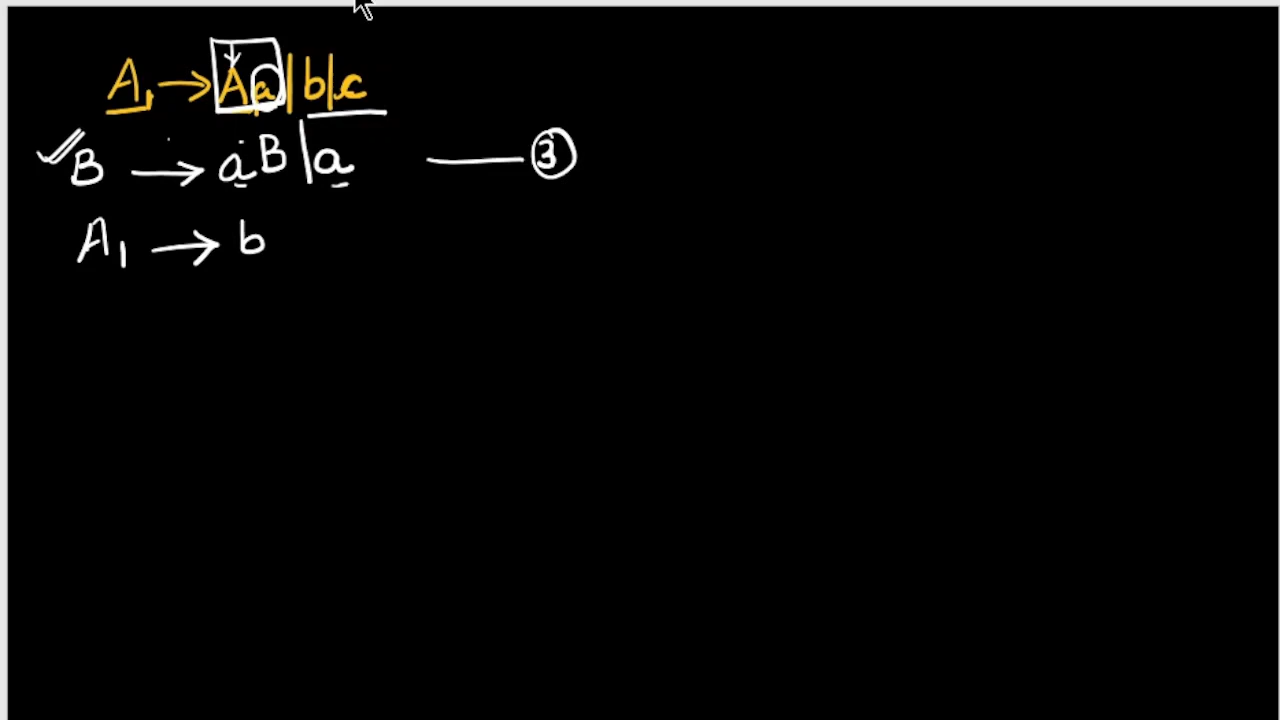 A₁ → Aa|b|c
B → aB|a —— ③
A₁ → b